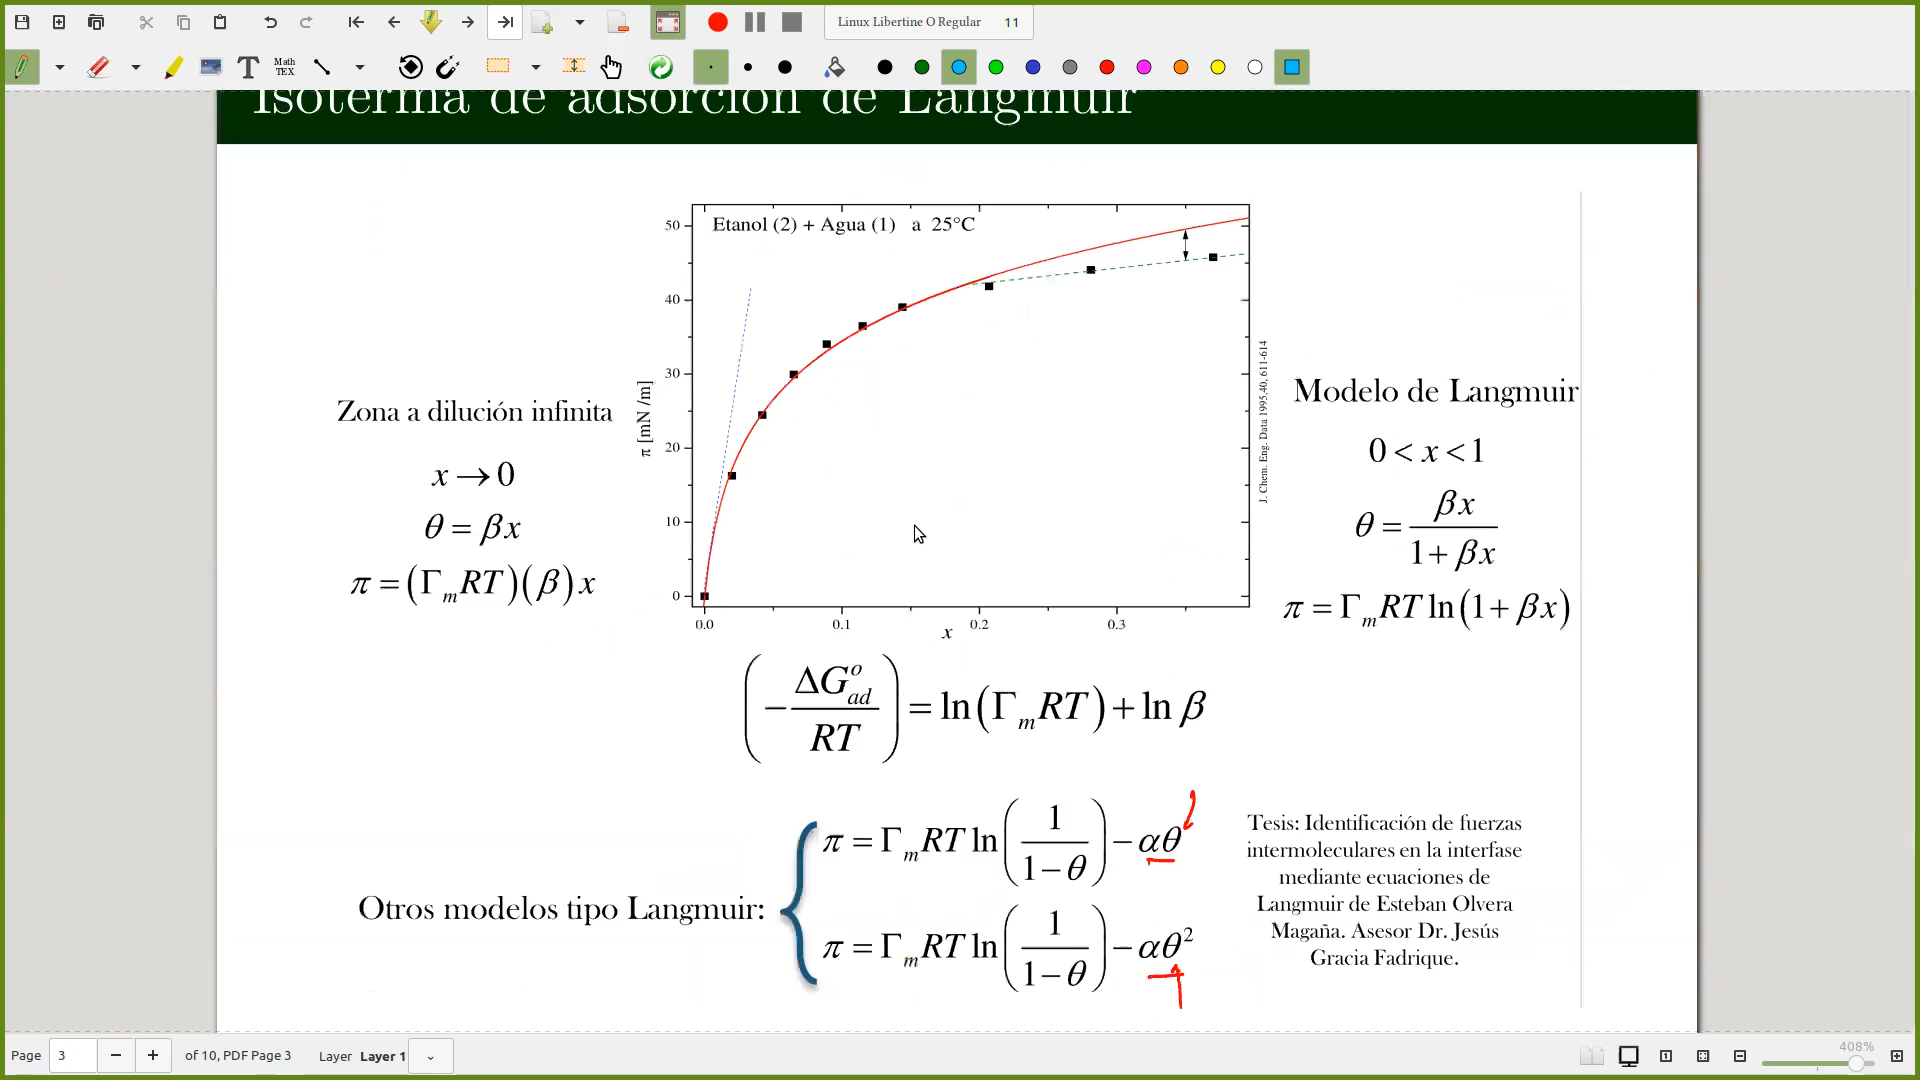 Linux Libertine O Regular 11
Math
TEX
Isoterma de adsorción de Langmuir
Etanol (2) + Agua (1) a 25°C
50
40
30
20
10
0
π [mN /m]
0.0 0.1 0.2 0.3
x
J. Chem. Eng. Data 1995,40, 611-614
Zona a dilución infinita
x → 0
θ = βx
π = (Γ_m RT)(β)x
Modelo de Langmuir
0 < x < 1
θ = βx / (1 + βx)
π = Γ_m RT ln(1 + βx)
(−ΔG°_ad / RT) = ln(Γ_m RT) + ln β
Otros modelos tipo Langmuir:
π = Γ_m RT ln(1 / (1 − θ)) − αθ
π = Γ_m RT ln(1 / (1 − θ)) − αθ²
Tesis: Identificación de fuerzas
intermoleculares en la interfase
mediante ecuaciones de
Langmuir de Esteban Olvera
Magaña. Asesor Dr. Jesús
Gracia Fadrique.
Page 3 of 10, PDF Page 3 Layer Layer 1
408%